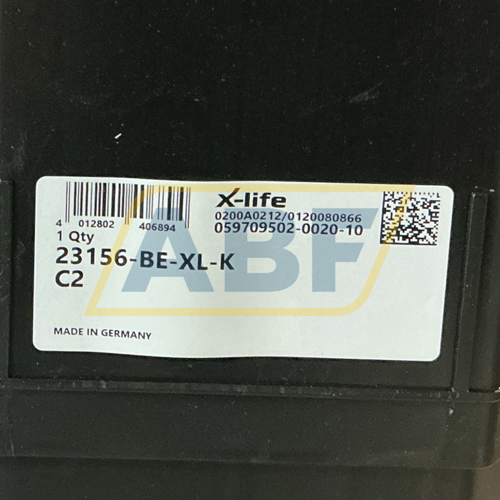 4 012802 406894
X-life
0200A0212/0120080866
059709502-0020-10
1 Qty
23156-BE-XL-K
C2
MADE IN GERMANY
ABF